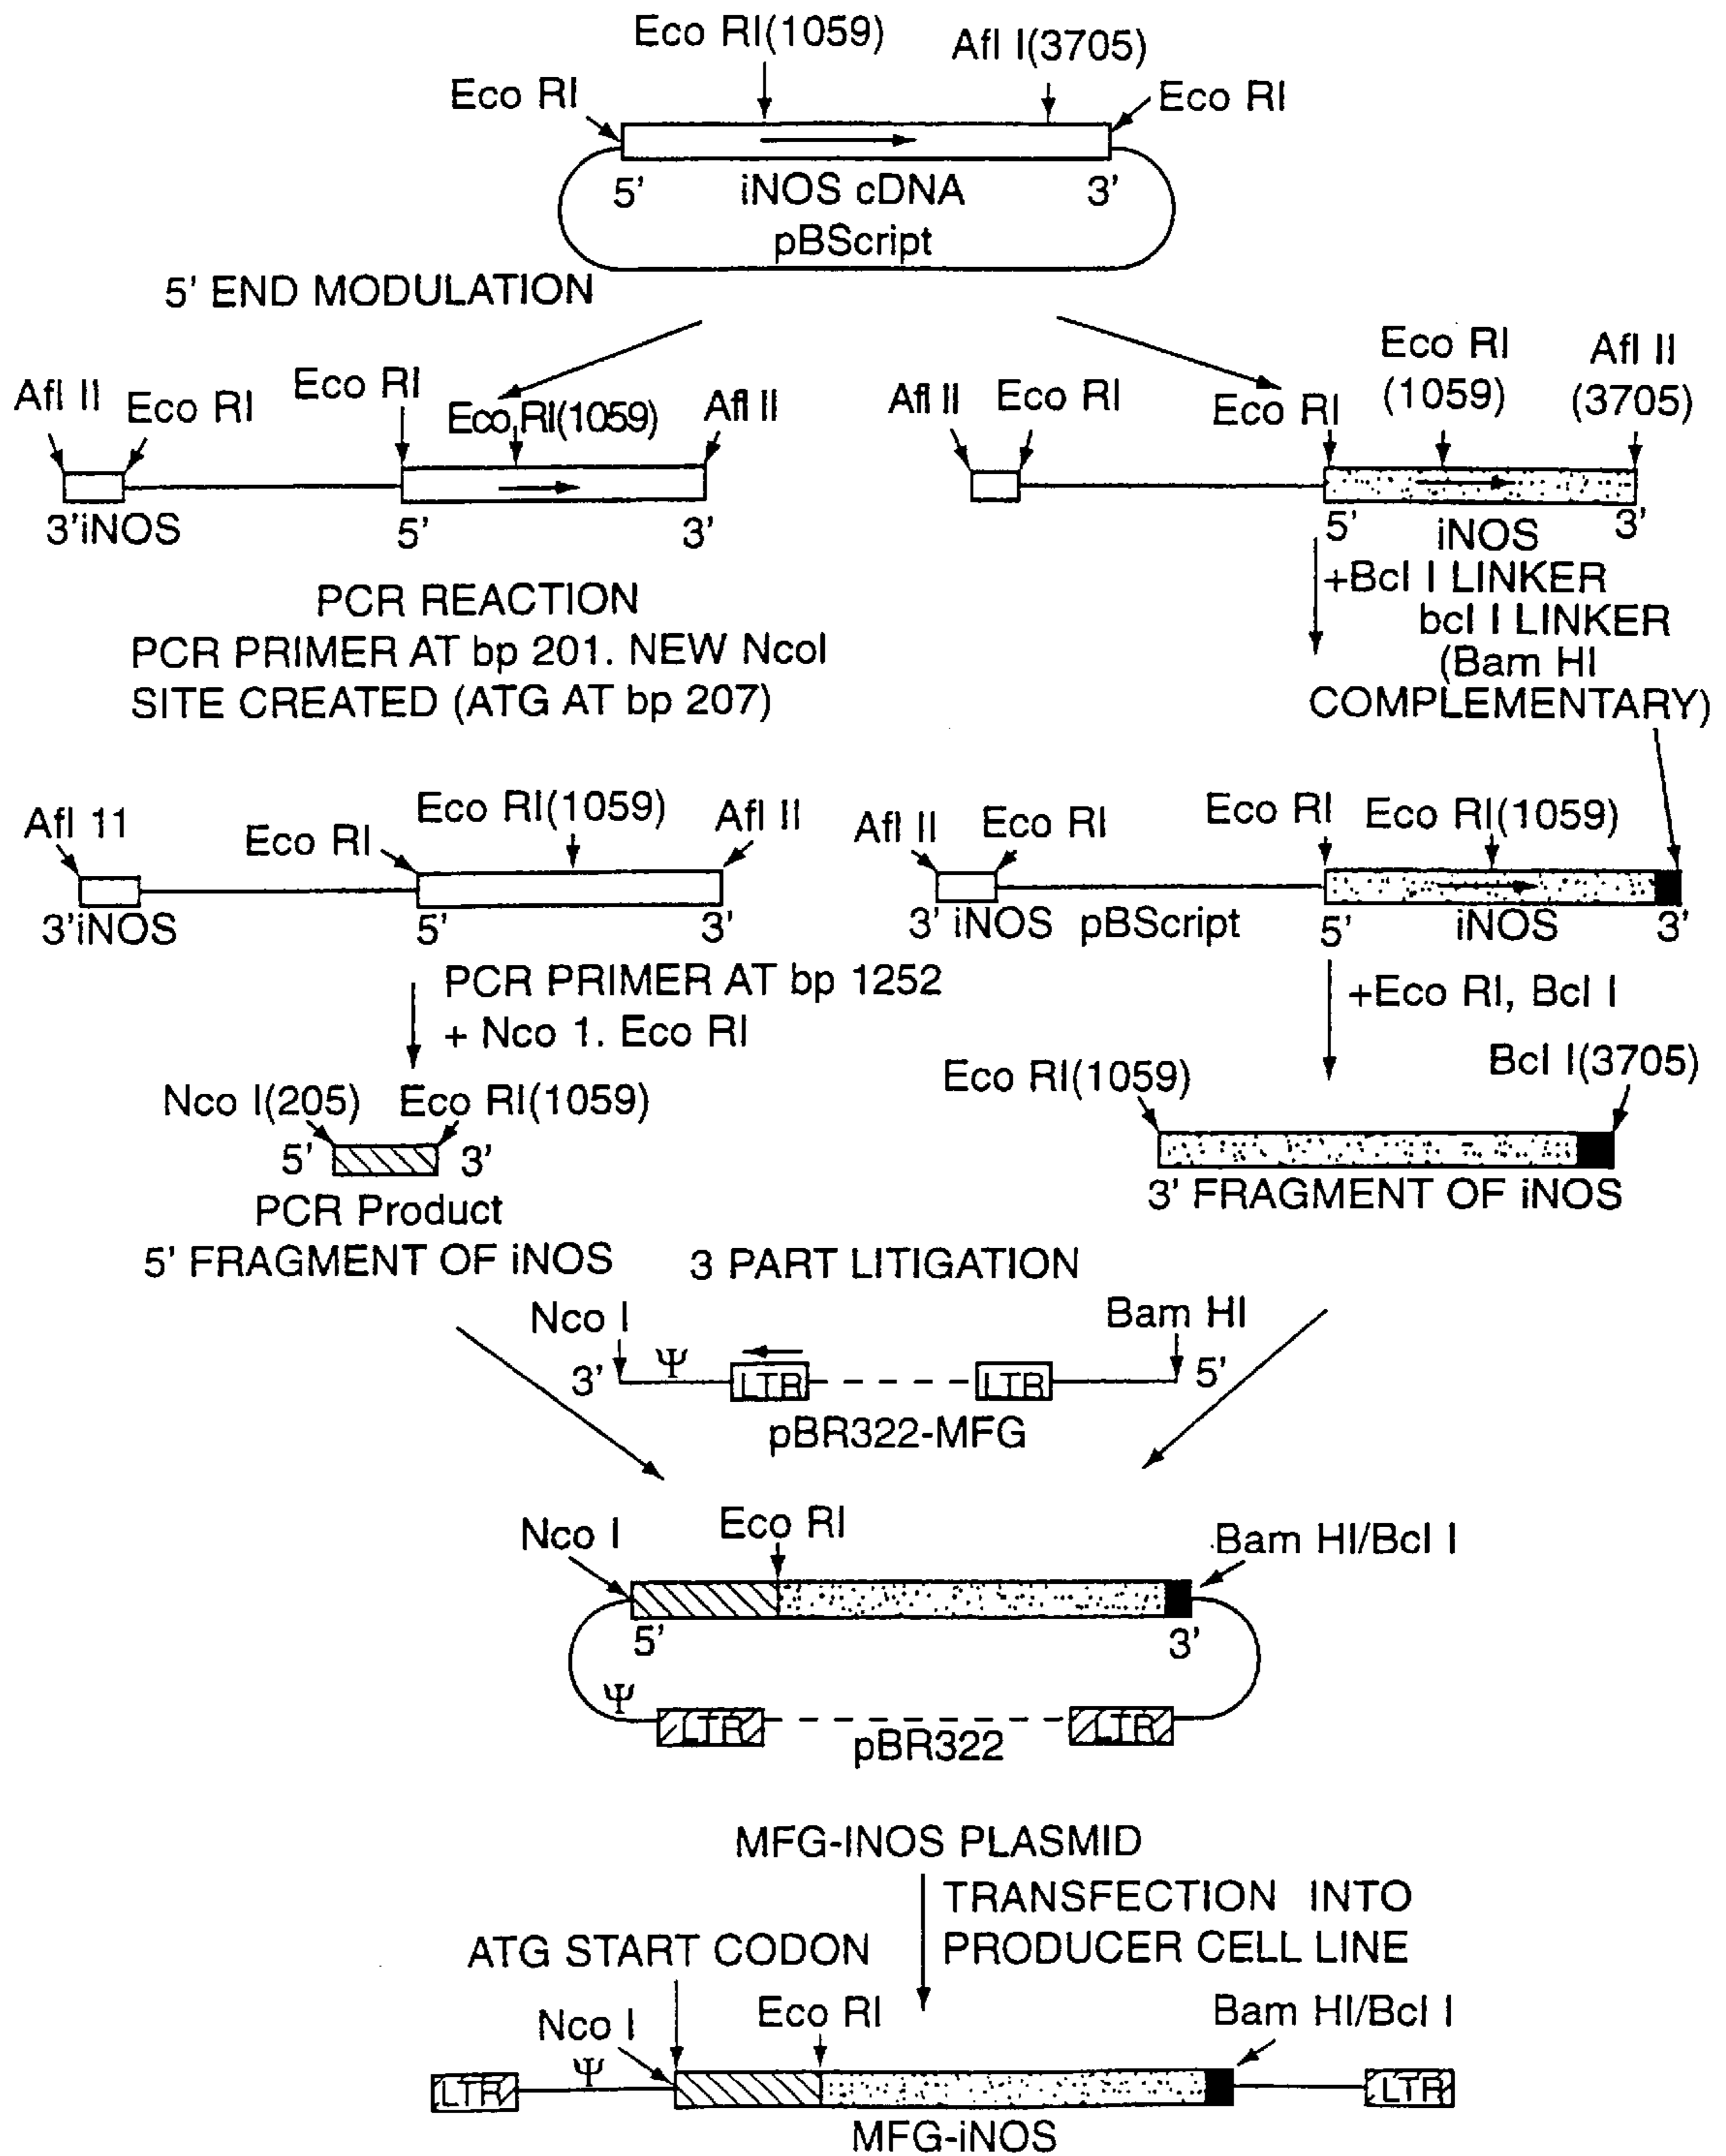 Eco RI(1059)
Afl I(3705)
Eco RI
Eco RI
5'
iNOS cDNA
3'
pBScript
5' END MODULATION
Afl II
Eco RI
Eco RI
Eco RI(1059)
Afl II
3'iNOS
5'
3'
Afl II
Eco RI
Eco RI
Eco RI
(1059)
Afl II
(3705)
5'
iNOS
3'
+Bcl I LINKER
bcl I LINKER
(Bam HI
COMPLEMENTARY)
PCR REACTION
PCR PRIMER AT bp 201. NEW NcoI
SITE CREATED (ATG AT bp 207)
Afl 11
Eco RI
Eco RI(1059)
Afl II
3'iNOS
5'
3'
Afl II
Eco RI
Eco RI
Eco RI(1059)
3' iNOS
pBScript
5'
iNOS
3'
PCR PRIMER AT bp 1252
+ Nco 1. Eco RI
+Eco RI, Bcl I
Nco I(205)
Eco RI(1059)
5'
3'
PCR Product
5' FRAGMENT OF iNOS
Eco RI(1059)
Bcl I(3705)
3' FRAGMENT OF iNOS
3 PART LITIGATION
Nco I
Bam HI
3'
Ψ
LTR
LTR
5'
pBR322-MFG
Nco I
Eco RI
Bam HI/Bcl I
5'
3'
Ψ
LTR
pBR322
LTR
MFG-INOS PLASMID
TRANSFECTION INTO
PRODUCER CELL LINE
ATG START CODON
Nco I
Eco RI
Bam HI/Bcl I
Ψ
LTR
LTR
MFG-iNOS